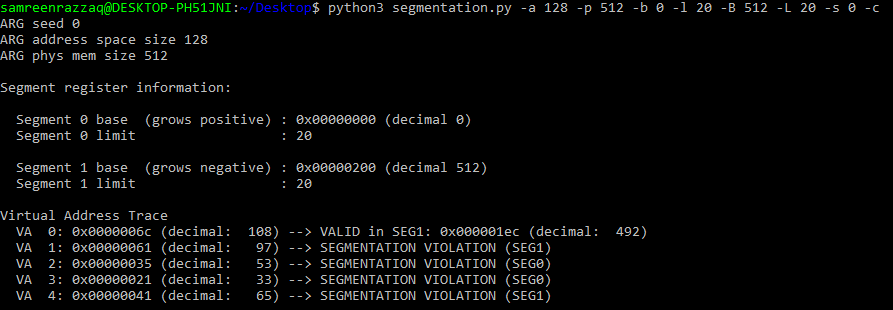 samreenrazzaq@DESKTOP-PH51JNI:~/Desktop$ python3 segmentation.py -a 128 -p 512 -b 0 -l 20 -B 512 -L 20 -s 0 -c
ARG seed 0
ARG address space size 128
ARG phys mem size 512
Segment register information:
Segment 0 base  (grows positive) : 0x00000000 (decimal 0)
Segment 0 limit                  : 20
Segment 1 base  (grows negative) : 0x00000200 (decimal 512)
Segment 1 limit                  : 20
Virtual Address Trace
VA  0: 0x0000006c (decimal:  108) --> VALID in SEG1: 0x000001ec (decimal:  492)
VA  1: 0x00000061 (decimal:   97) --> SEGMENTATION VIOLATION (SEG1)
VA  2: 0x00000035 (decimal:   53) --> SEGMENTATION VIOLATION (SEG0)
VA  3: 0x00000021 (decimal:   33) --> SEGMENTATION VIOLATION (SEG0)
VA  4: 0x00000041 (decimal:   65) --> SEGMENTATION VIOLATION (SEG1)